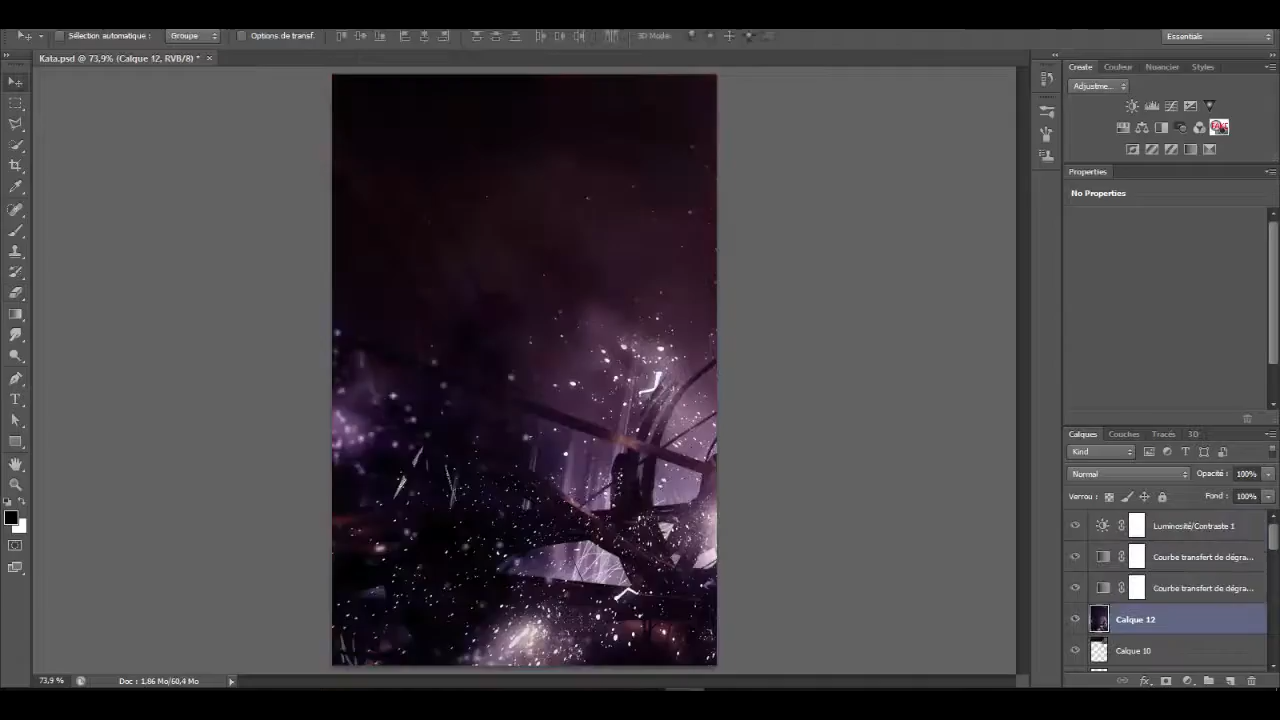 Sélection automatique : Groupe Options de transf. 3D Mode: Essentials
Kata.psd @ 73,9% (Calque 12, RVB/8) * ×
Create Couleur Nuancier Styles
Adjustme...
Properties
No Properties
Calques Couches Tracés 3D
Kind
Normal Opacité : 100%
Verrou : Fond : 100%
Luminosité/Contraste 1
Courbe transfert de dégra...
Courbe transfert de dégra...
Calque 12
Calque 10
73,9 % Doc : 1,86 Mo/60,4 Mo